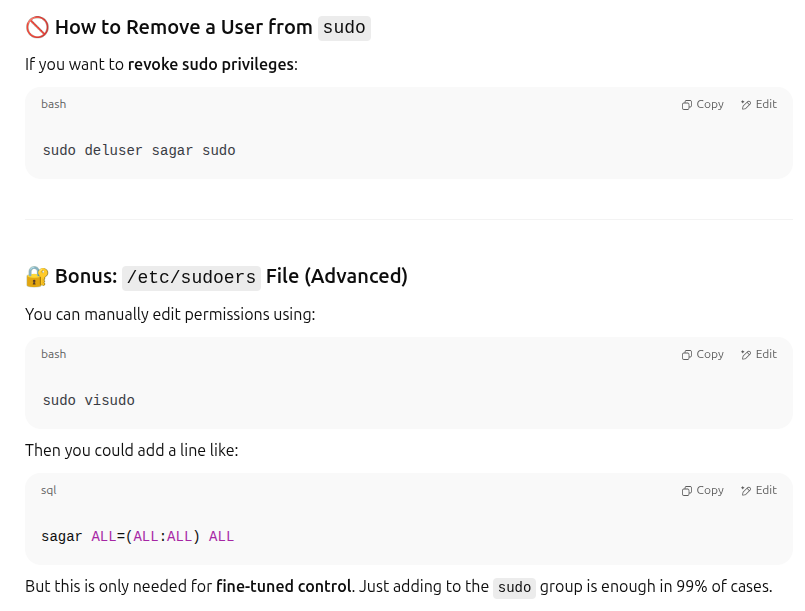 🚫 How to Remove a User from sudo
If you want to revoke sudo privileges:
bash Copy Edit
sudo deluser sagar sudo
🔐 Bonus: /etc/sudoers File (Advanced)
You can manually edit permissions using:
bash Copy Edit
sudo visudo
Then you could add a line like:
sql Copy Edit
sagar ALL=(ALL:ALL) ALL
But this is only needed for fine-tuned control. Just adding to the sudo group is enough in 99% of cases.